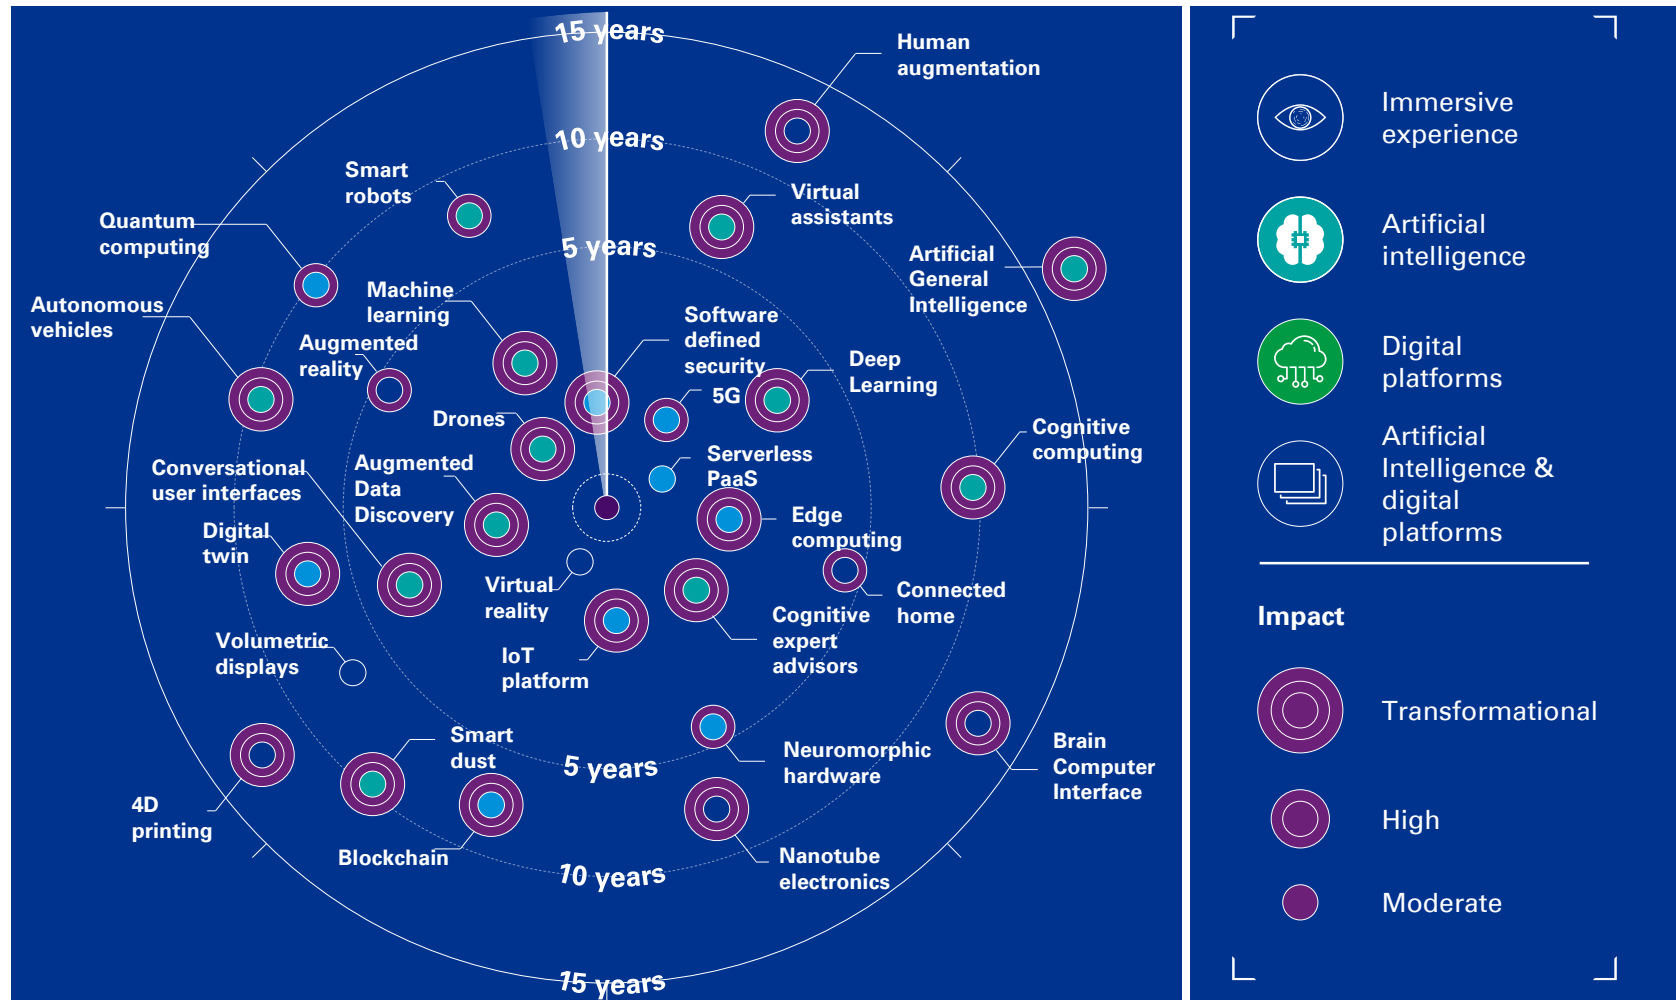 15 years
Human
augmentation
10 years
Smart
robots
Virtual
assistants
Quantum
computing
5 years
Artificial
General
Intelligence
Machine
learning
Autonomous
vehicles
Software
defined
security
Augmented
reality
Deep
Learning
5G
Drones
Cognitive
computing
Serverless
PaaS
Conversational
user interfaces
Augmented
Data
Discovery
Edge
computing
Digital
twin
Virtual
reality
Connected
home
Cognitive
expert
advisors
Volumetric
displays
IoT
platform
Smart
dust
Neuromorphic
hardware
Brain
Computer
Interface
5 years
4D
printing
Blockchain
Nanotube
electronics
10 years
15 years
Immersive
experience
Artificial
intelligence
Digital
platforms
Artificial
Intelligence &
digital
platforms
Impact
Transformational
High
Moderate